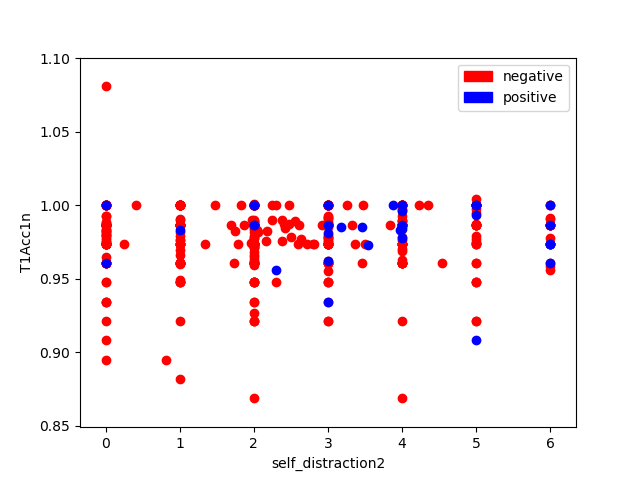 1.10
1.05
1.00
0.95
0.90
0.85
T1Acc1n
negative
positive
0 1 2 3 4 5 6
self_distraction2